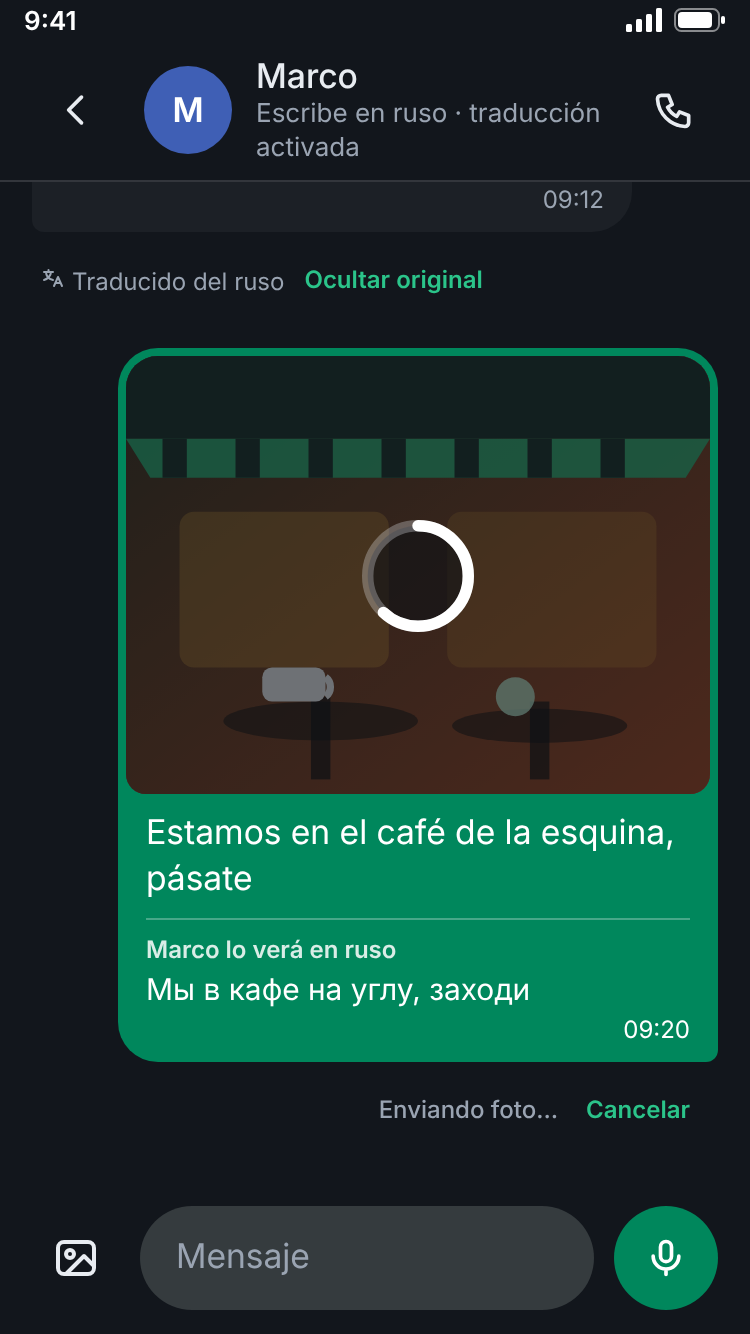 9:41
M
Marco
Escribe en ruso · traducción
activada
09:12
Traducido del ruso Ocultar original
Estamos en el café de la esquina,
pásate
Marco lo verá en ruso
Мы в кафе на углу, заходи
09:20
Enviando foto... Cancelar
Mensaje